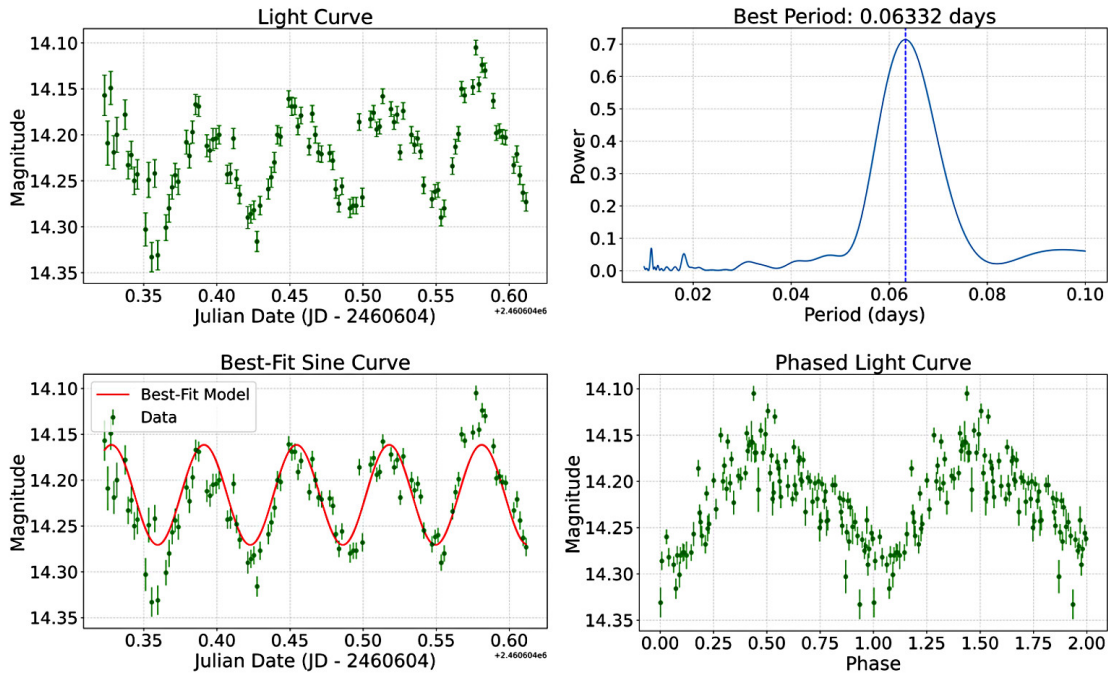 Light Curve
14.10
14.15
14.20
14.25
14.30
14.35
Magnitude
0.35 0.40 0.45 0.50 0.55 0.60
Julian Date (JD - 2460604)
+2.460604e6
Best Period: 0.06332 days
0.7
0.6
0.5
0.4
0.3
0.2
0.1
0.0
Power
0.02 0.04 0.06 0.08 0.10
Period (days)
Best-Fit Sine Curve
14.10
14.15
14.20
14.25
14.30
14.35
Magnitude
Best-Fit Model
Data
0.35 0.40 0.45 0.50 0.55 0.60
Julian Date (JD - 2460604)
+2.460604e6
Phased Light Curve
14.10
14.15
14.20
14.25
14.30
14.35
Magnitude
0.00 0.25 0.50 0.75 1.00 1.25 1.50 1.75 2.00
Phase